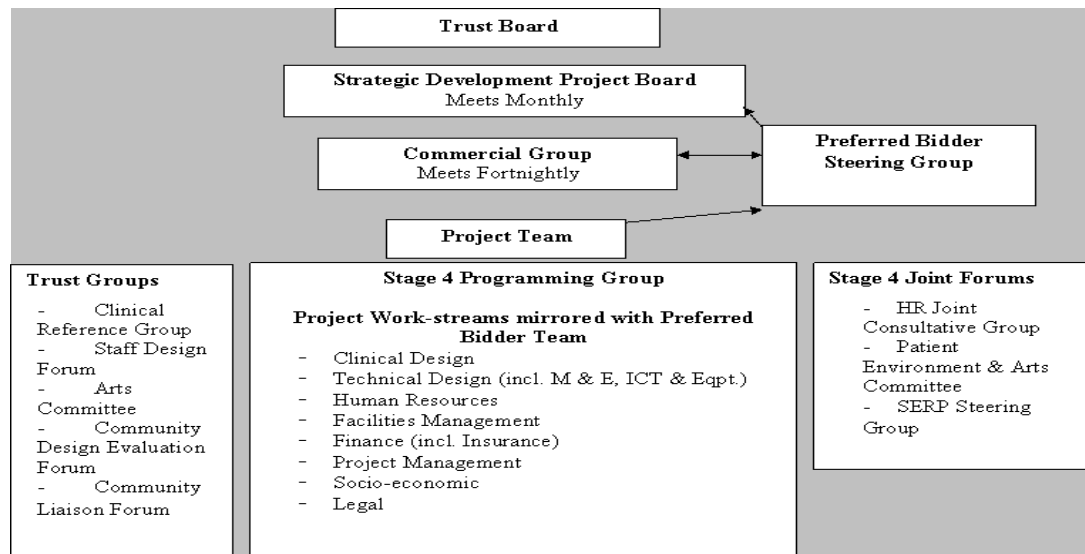 Trust Board
Strategic Development Project Board
Meets Monthly
Preferred Bidder
Steering Group
Commercial Group
Meets Fortnightly
Project Team
Trust Groups
- Clinical
Reference Group
- Staff Design
Forum
- Arts
Committee
- Community
Design Evaluation
Forum
- Community
Liaison Forum
Stage 4 Programming Group
Project Work-streams mirrored with Preferred
Bidder Team
- Clinical Design
- Technical Design (incl. M & E, ICT & Eqpt.)
- Human Resources
- Facilities Management
- Finance (incl. Insurance)
- Project Management
- Socio-economic
- Legal
Stage 4 Joint Forums
- HR Joint
Consultative Group
- Patient
Environment & Arts
Committee
- SERP Steering
Group